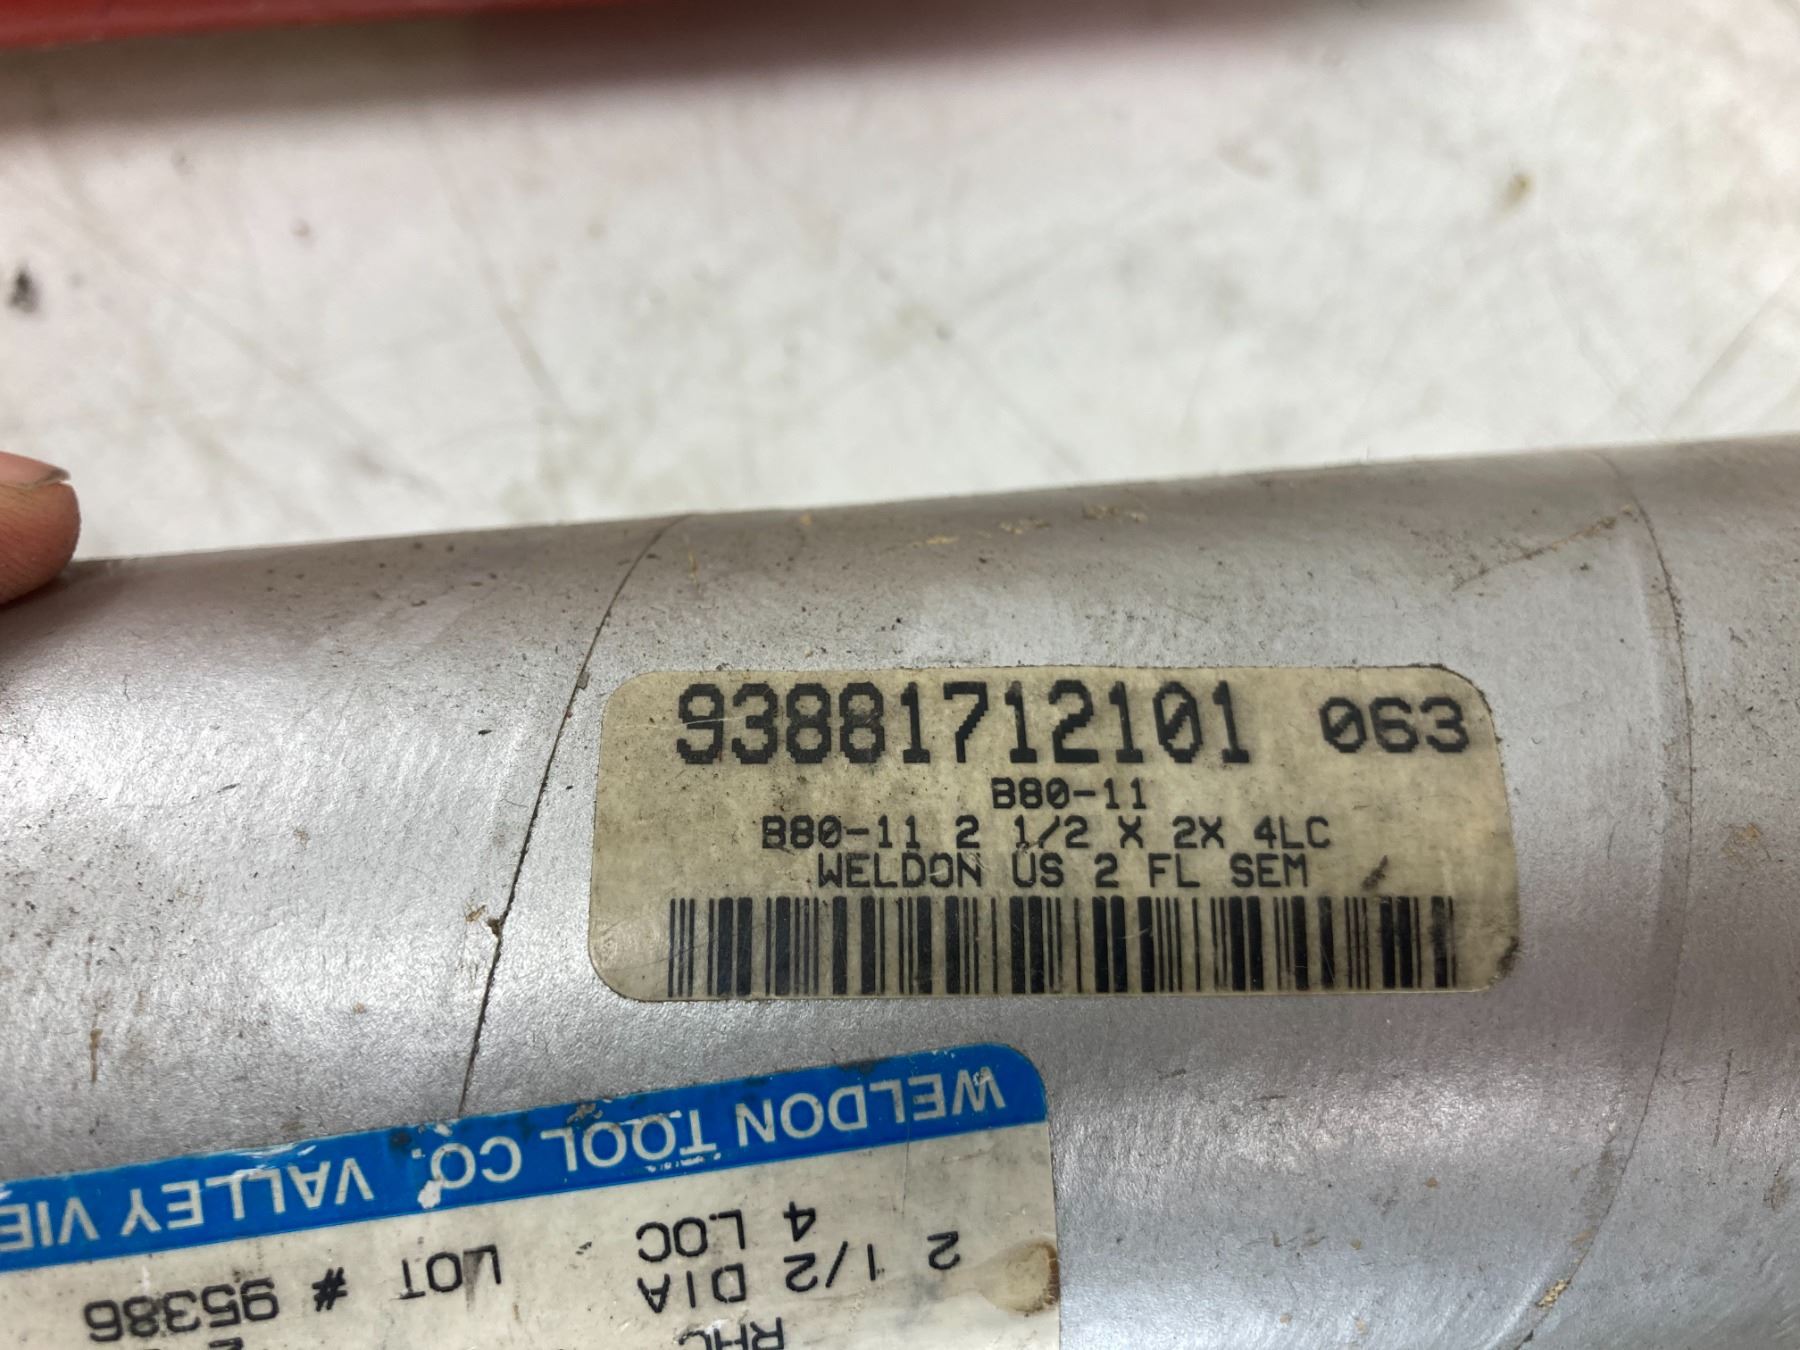 93881712101 063
B80-11
B80-11 2 1/2 X 2X 4LC
WELDON US 2 FL SEM
WELDON TOOL CO. VALLEY VIE
2 1/2 DIA
4 LOC
LOT # 95386